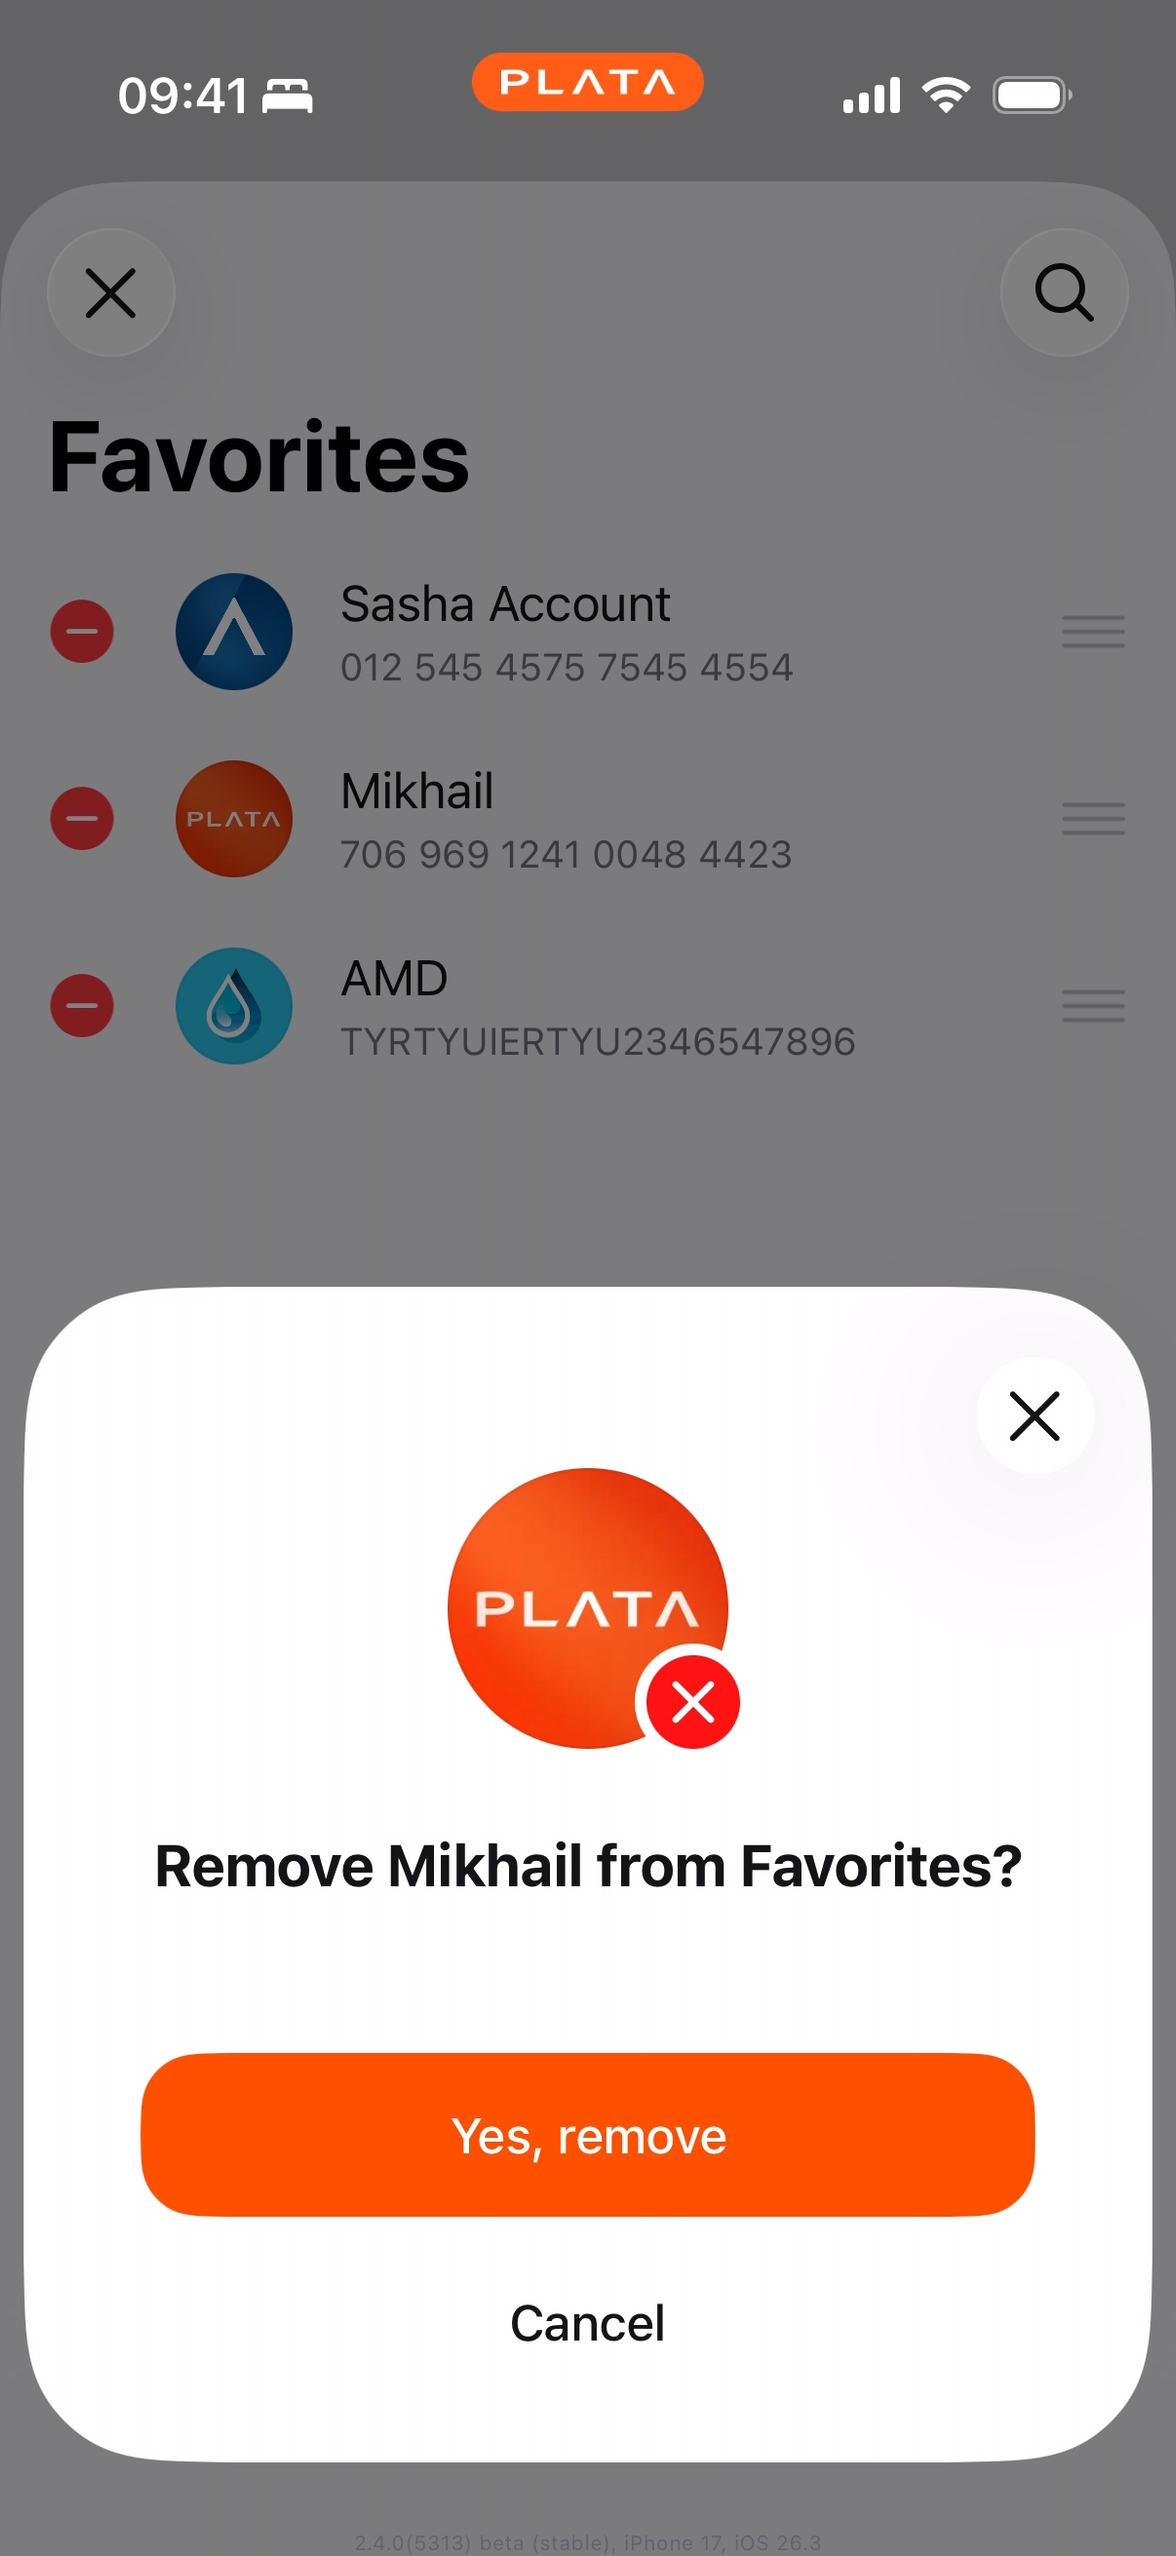 09:41
PLATA
Favorites
Sasha Account
012 545 4575 7545 4554
PLATA
Mikhail
706 969 1241 0048 4423
AMD
TYRTYUIERTYU2346547896
PLATA
Remove Mikhail from Favorites?
Yes, remove
Cancel
2.4.0(5313) beta (stable), iPhone 17, iOS 26.3